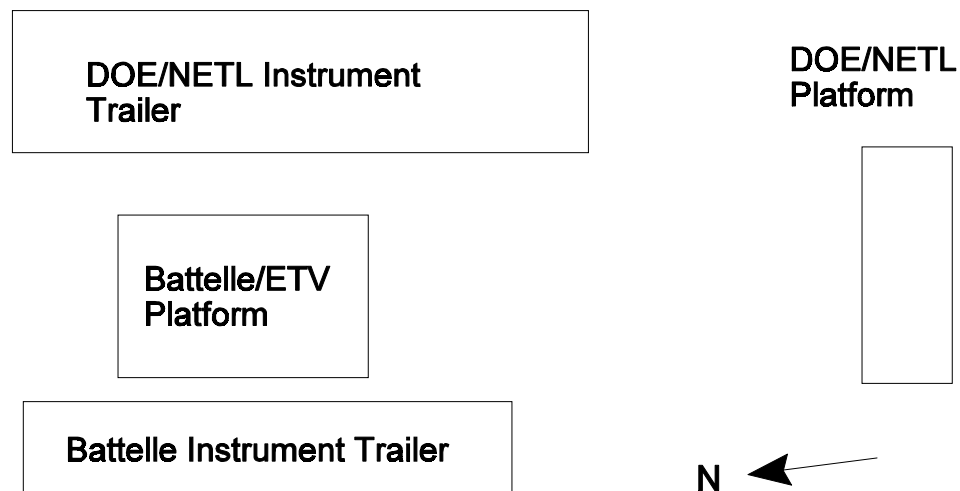 DOE/NETL Instrument
Trailer
DOE/NETL
Platform
Battelle/ETV
Platform
Battelle Instrument Trailer
N